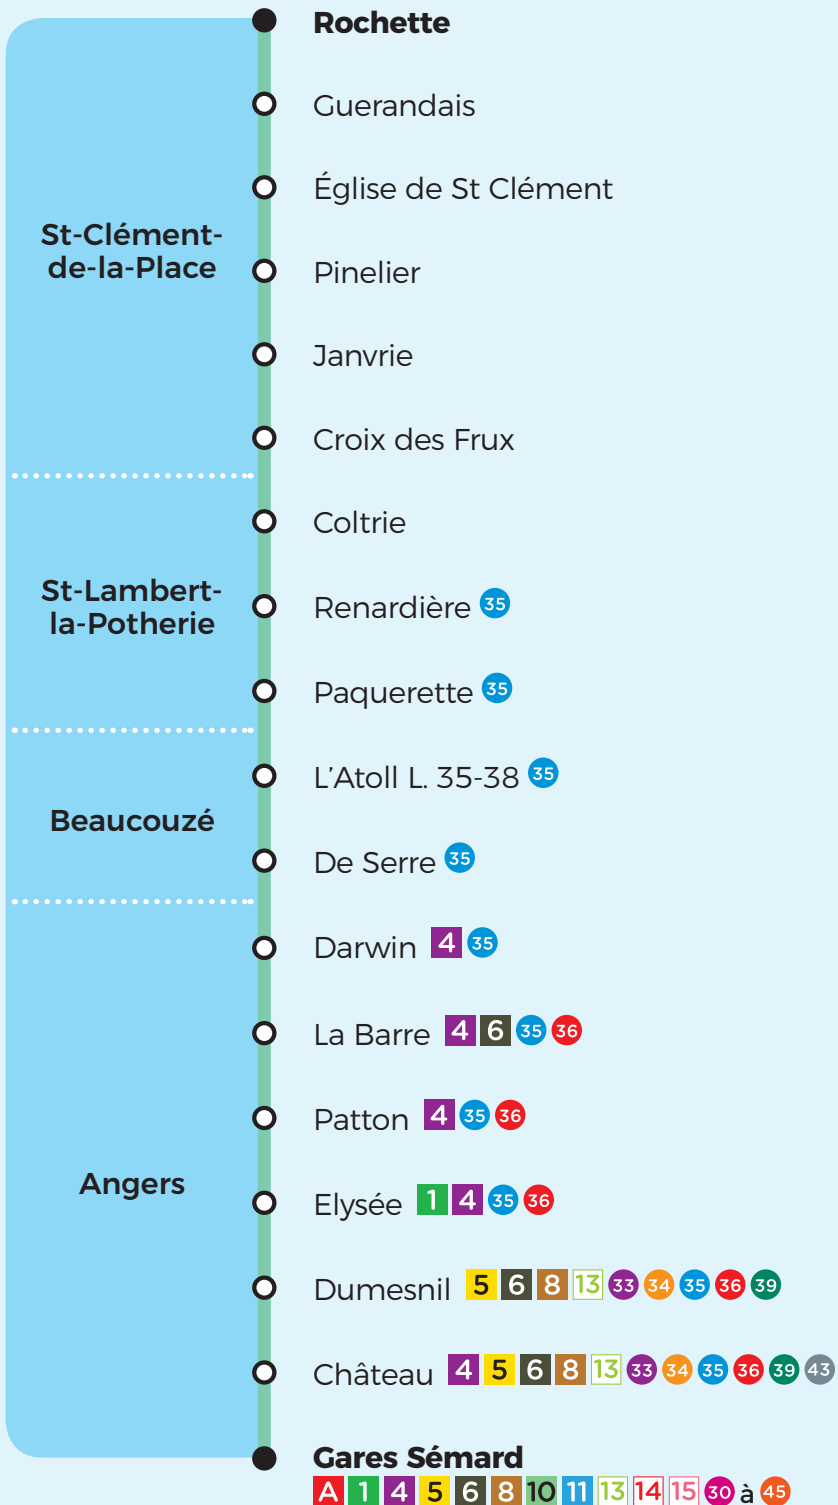 Rochette
Guerandais
Église de St Clément
St-Clément-
de-la-Place
Pinelier
Janvrie
Croix des Frux
Coltrie
St-Lambert-
la-Potherie
Renardière 35
Paquerette 35
L'Atoll L. 35-38 35
Beaucouzé
De Serre 35
Darwin 4 35
La Barre 4 6 35 36
Patton 4 35 36
Angers
Elysée 1 4 35 36
Dumesnil 5 6 8 13 33 34 35 36 39
Château 4 5 6 8 13 33 34 35 36 39 43
Gares Sémard
A 1 4 5 6 8 10 11 13 14 15 30 à 45